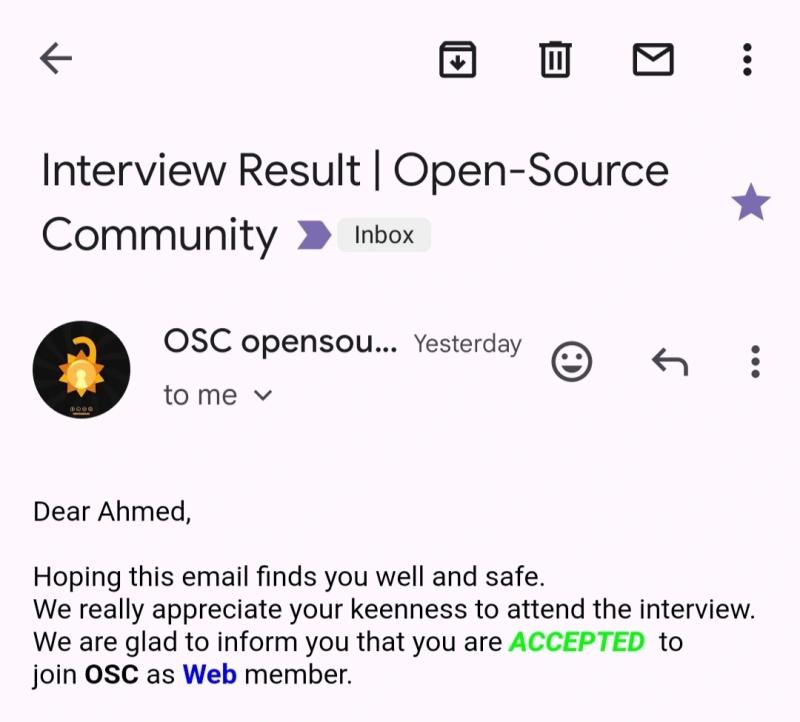 Interview Result | Open-Source
Community Inbox
OSC opensou... Yesterday
to me
Dear Ahmed,
Hoping this email finds you well and safe.
We really appreciate your keenness to attend the interview.
We are glad to inform you that you are ACCEPTED to
join OSC as Web member.